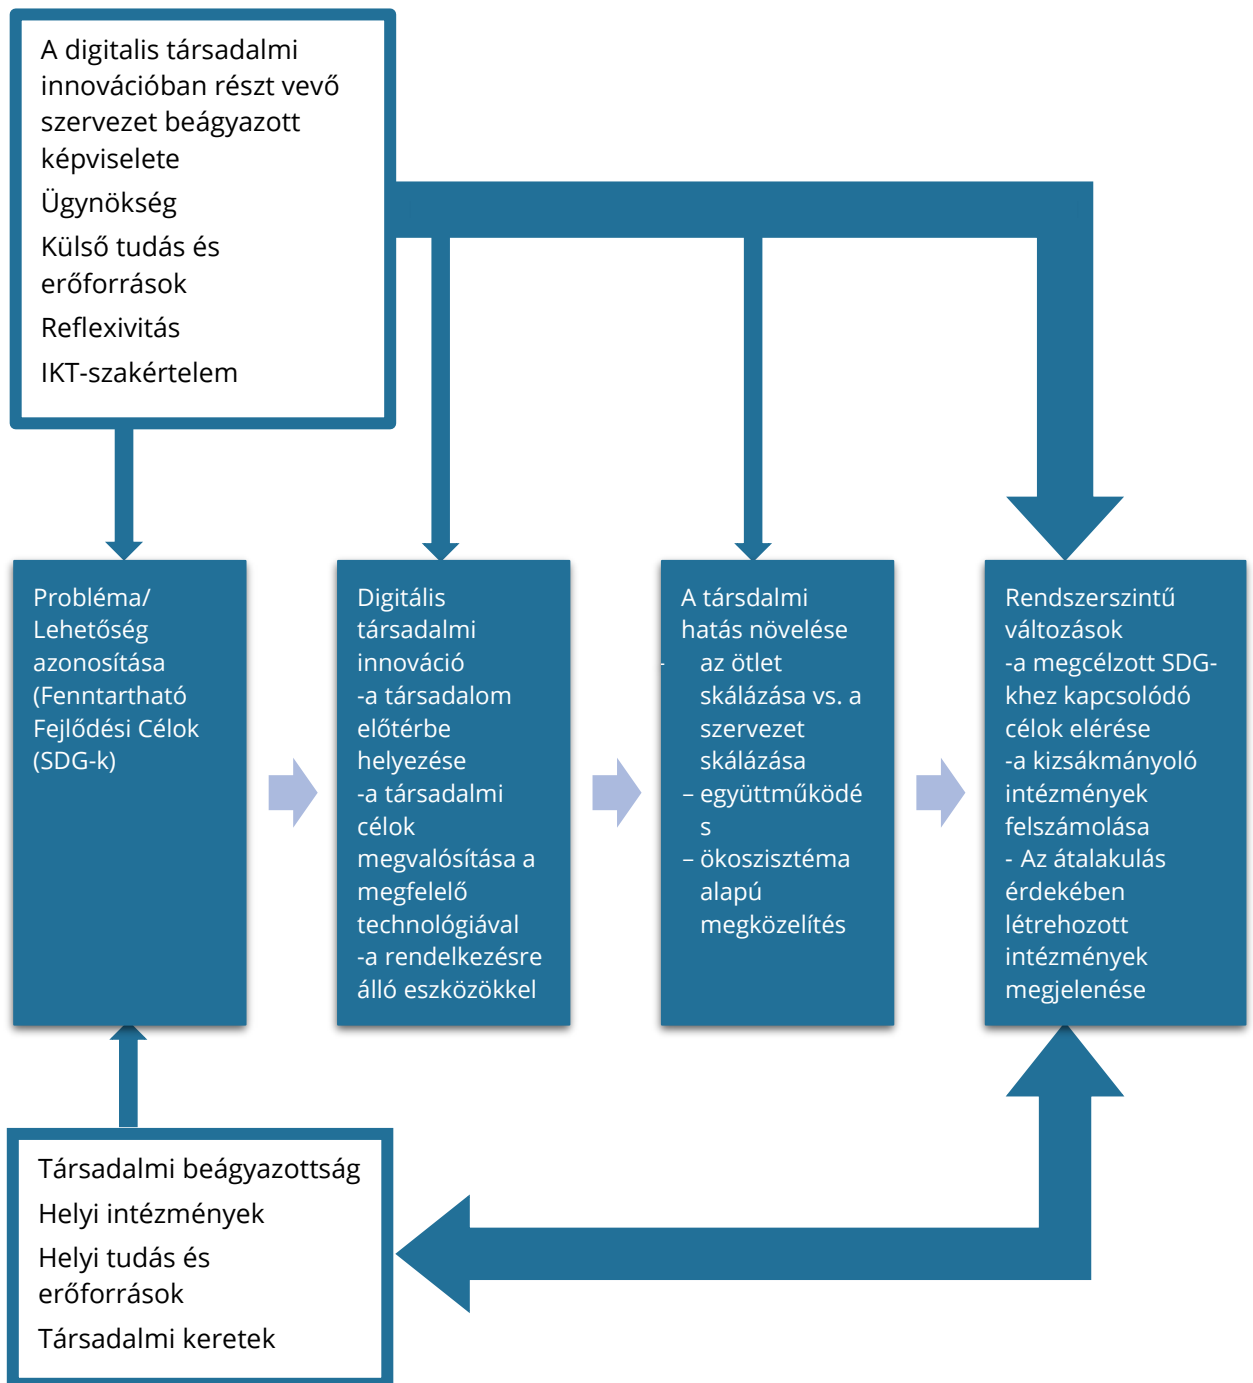 A digitalis társadalmi
innovációban részt vevő
szervezet beágyazott
képviselete
Ügynökség
Külső tudás és
erőforrások
Reflexivitás
IKT-szakértelem
Probléma/
Lehetőség
azonosítása
(Fenntartható
Fejlődési Célok
(SDG-k)
Digitális
társadalmi
innováció
-a társadalom
előtérbe
helyezése
-a társadalmi
célok
megvalósítása a
megfelelő
technológiával
-a rendelkezésre
álló eszközökkel
A társdalmi
hatás növelése
- az ötlet
skálázása vs. a
szervezet
skálázása
– együttműködé
s
– ökoszisztéma
alapú
megközelítés
Rendszerszintű
változások
-a megcélzott SDG-
khez kapcsolódó
célok elérése
-a kizsákmányoló
intézmények
felszámolása
- Az átalakulás
érdekében
létrehozott
intézmények
megjelenése
Társadalmi beágyazottság
Helyi intézmények
Helyi tudás és
erőforrások
Társadalmi keretek